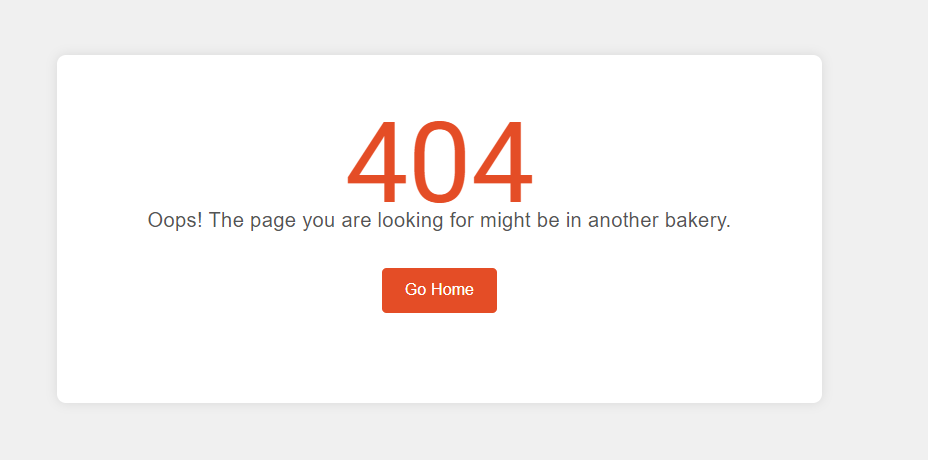 404
Oops! The page you are looking for might be in another bakery.
Go Home